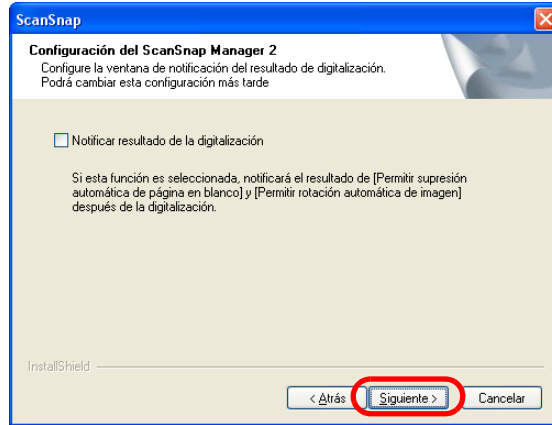 ScanSnap
Configuración del ScanSnap Manager 2
Configure la ventana de notificación del resultado de digitalización.
Podrá cambiar esta configuración más tarde
Notificar resultado de la digitalización
Si esta función es seleccionada, notificará el resultado de [Permitir supresión
automática de página en blanco] y [Permitir rotación automática de imagen]
después de la digitalización.
InstallShield
< Atrás
Siguiente >
Cancelar